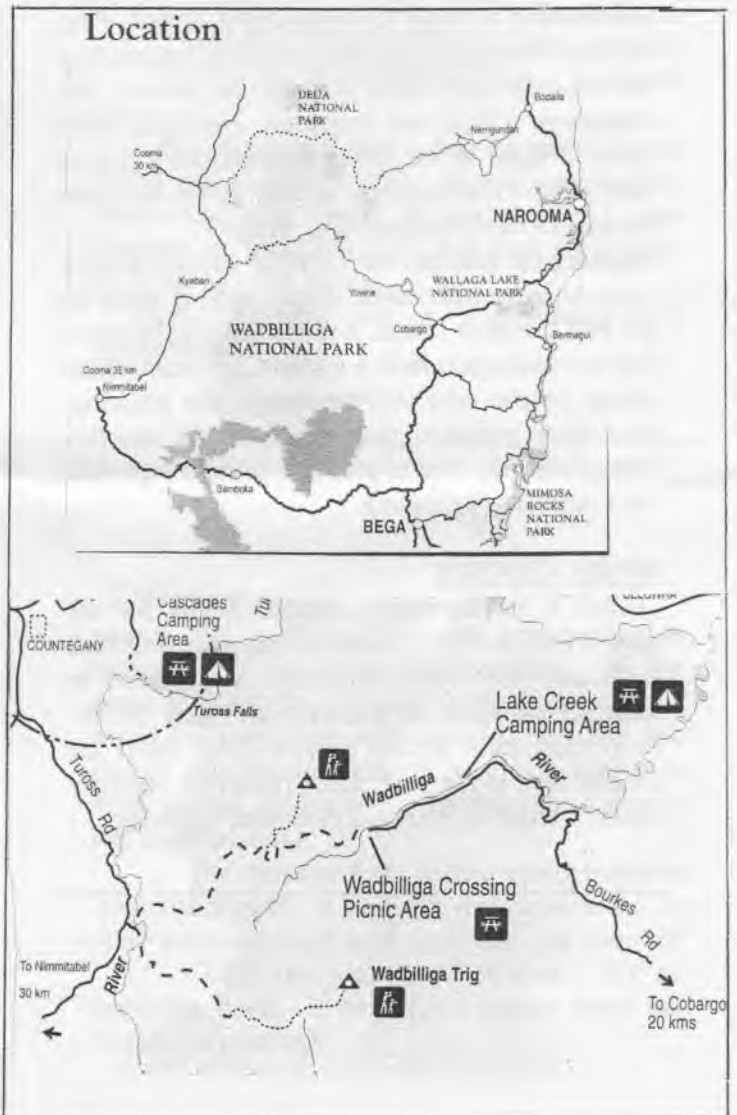 Location
DEUA
NATIONAL
PARK
Bodalla
Nerrigundah
Cooma
30 km
NAROOMA
WALLAGA LAKE
NATIONAL PARK
Kybean
Yowrie
Cobargo
Bermagui
WADBILLIGA
NATIONAL PARK
Cooma 35 km
Nimmitabel
Bemboka
MIMOSA
ROCKS
NATIONAL
PARK
BEGA
Cascades
Camping
Area
COUNTEGANY
Tuross Falls
Lake Creek
Camping Area
Tuross
Rd
Wadbilliga
River
Wadbilliga Crossing
Picnic Area
Bourkes
Rd
To Nimmitabel
30 km
River
Wadbilliga Trig
To Cobargo
20 kms